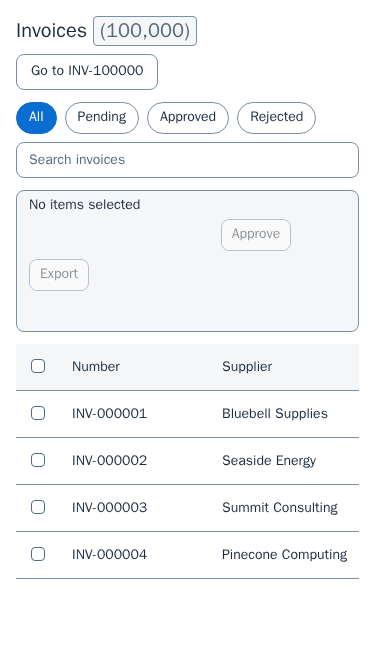 Invoices (100,000)
Go to INV-100000
All Pending Approved Rejected
Search invoices
No items selected
Approve
Export
Number Supplier
INV-000001 Bluebell Supplies
INV-000002 Seaside Energy
INV-000003 Summit Consulting
INV-000004 Pinecone Computing